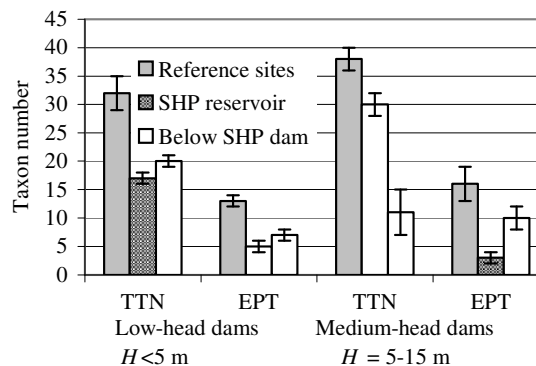 45
40
35
30
25
20
15
10
5
0
Taxon number
Reference sites
SHP reservoir
Below SHP dam
TTN EPT TTN EPT
Low-head dams Medium-head dams
H<5 m H = 5-15 m